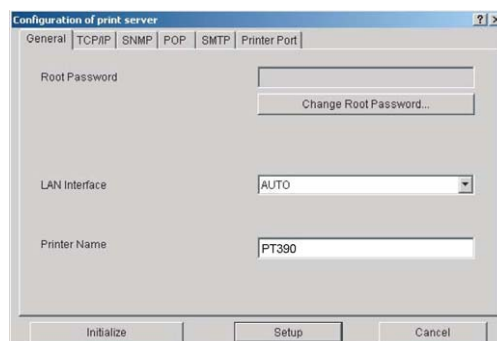 Configuration of print server
General TCP/IP SNMP POP SMTP Printer Port
Root Password
Change Root Password...
LAN Interface AUTO
Printer Name PT390
Initialize Setup Cancel